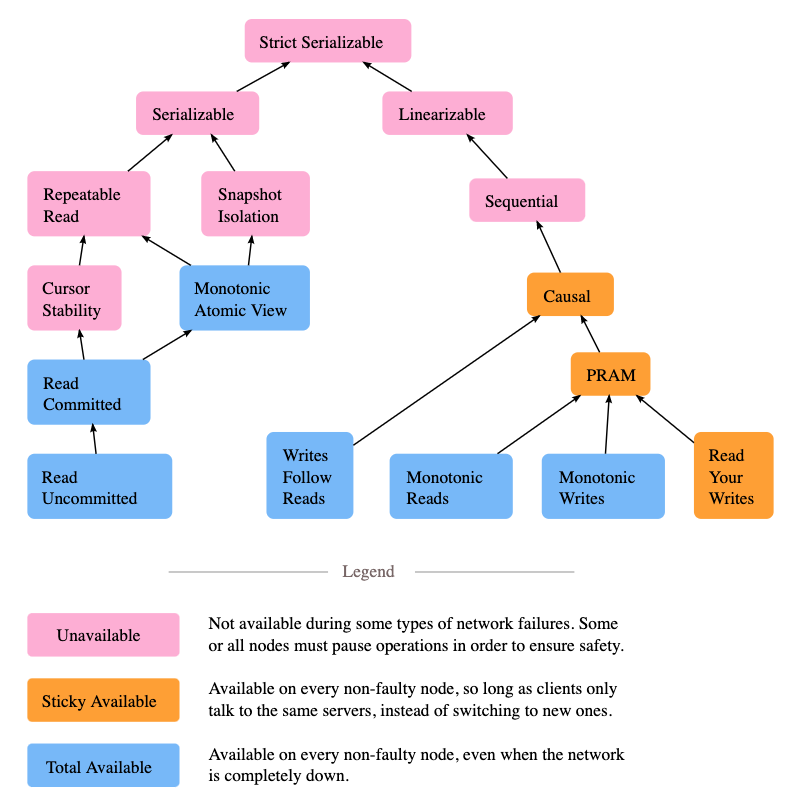 Strict Serializable
Serializable
Linearizable
Repeatable
Read
Snapshot
Isolation
Sequential
Cursor
Stability
Monotonic
Atomic View
Causal
Read
Committed
PRAM
Read
Uncommitted
Writes
Follow
Reads
Monotonic
Reads
Monotonic
Writes
Read
Your
Writes
Legend
Unavailable
Not available during some types of network failures. Some
or all nodes must pause operations in order to ensure safety.
Sticky Available
Available on every non-faulty node, so long as clients only
talk to the same servers, instead of switching to new ones.
Total Available
Available on every non-faulty node, even when the network
is completely down.